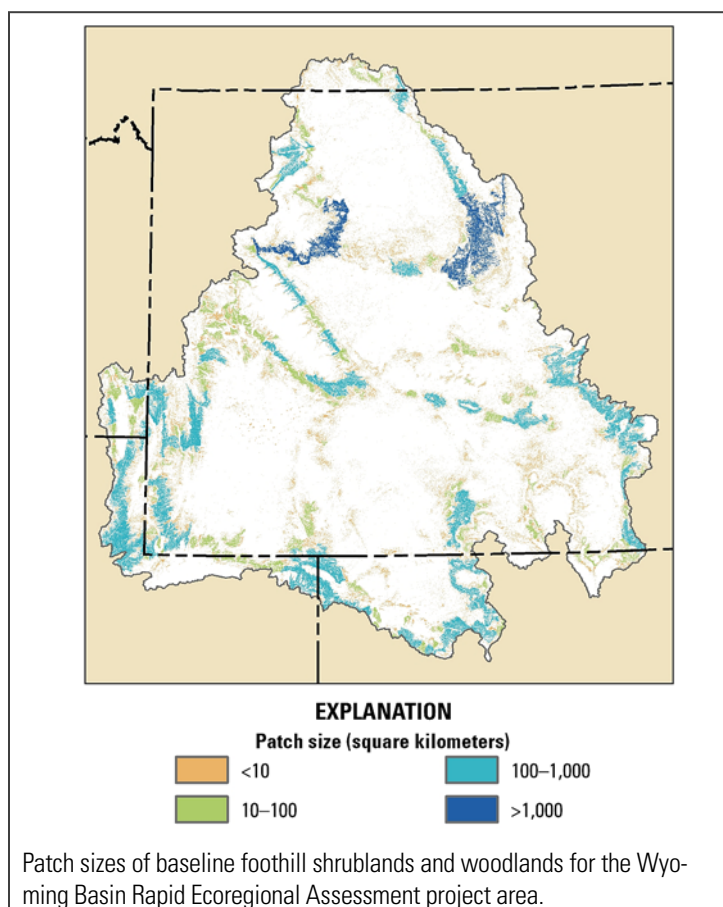 EXPLANATION
Patch size (square kilometers)
<10
100–1,000
10–100
>1,000
Patch sizes of baseline foothill shrublands and woodlands for the Wyo-
ming Basin Rapid Ecoregional Assessment project area.